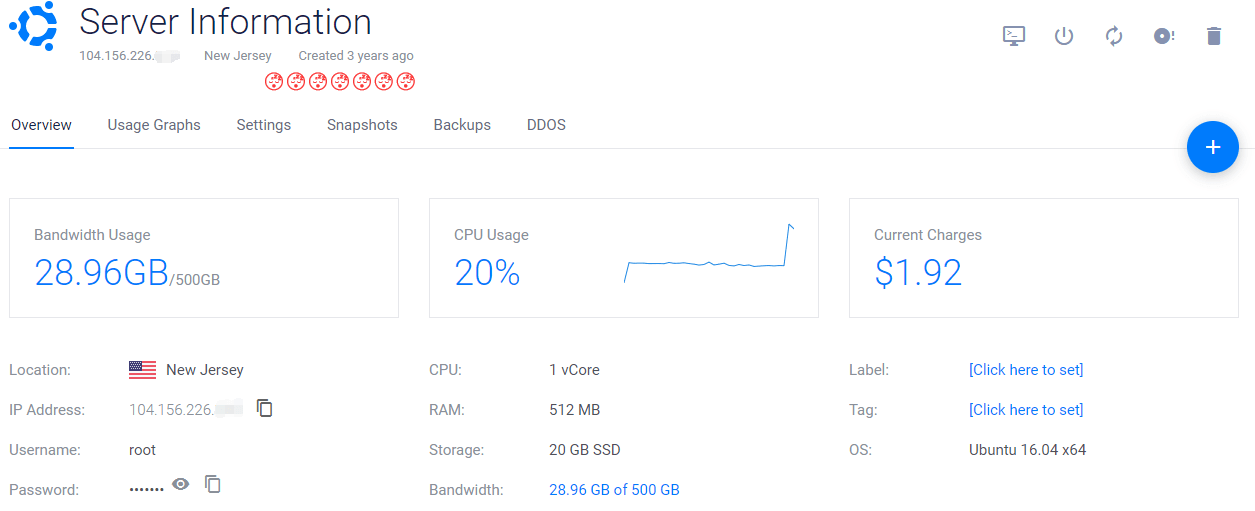 Server Information
104.156.226. New Jersey Created 3 years ago
Overview Usage Graphs Settings Snapshots Backups DDOS
+
Bandwidth Usage CPU Usage Current Charges
28.96GB/500GB 20% $1.92
Location: New Jersey CPU: 1 vCore Label: [Click here to set]
IP Address: 104.156.226. RAM: 512 MB Tag: [Click here to set]
Username: root Storage: 20 GB SSD OS: Ubuntu 16.04 x64
Password: ....... Bandwidth: 28.96 GB of 500 GB